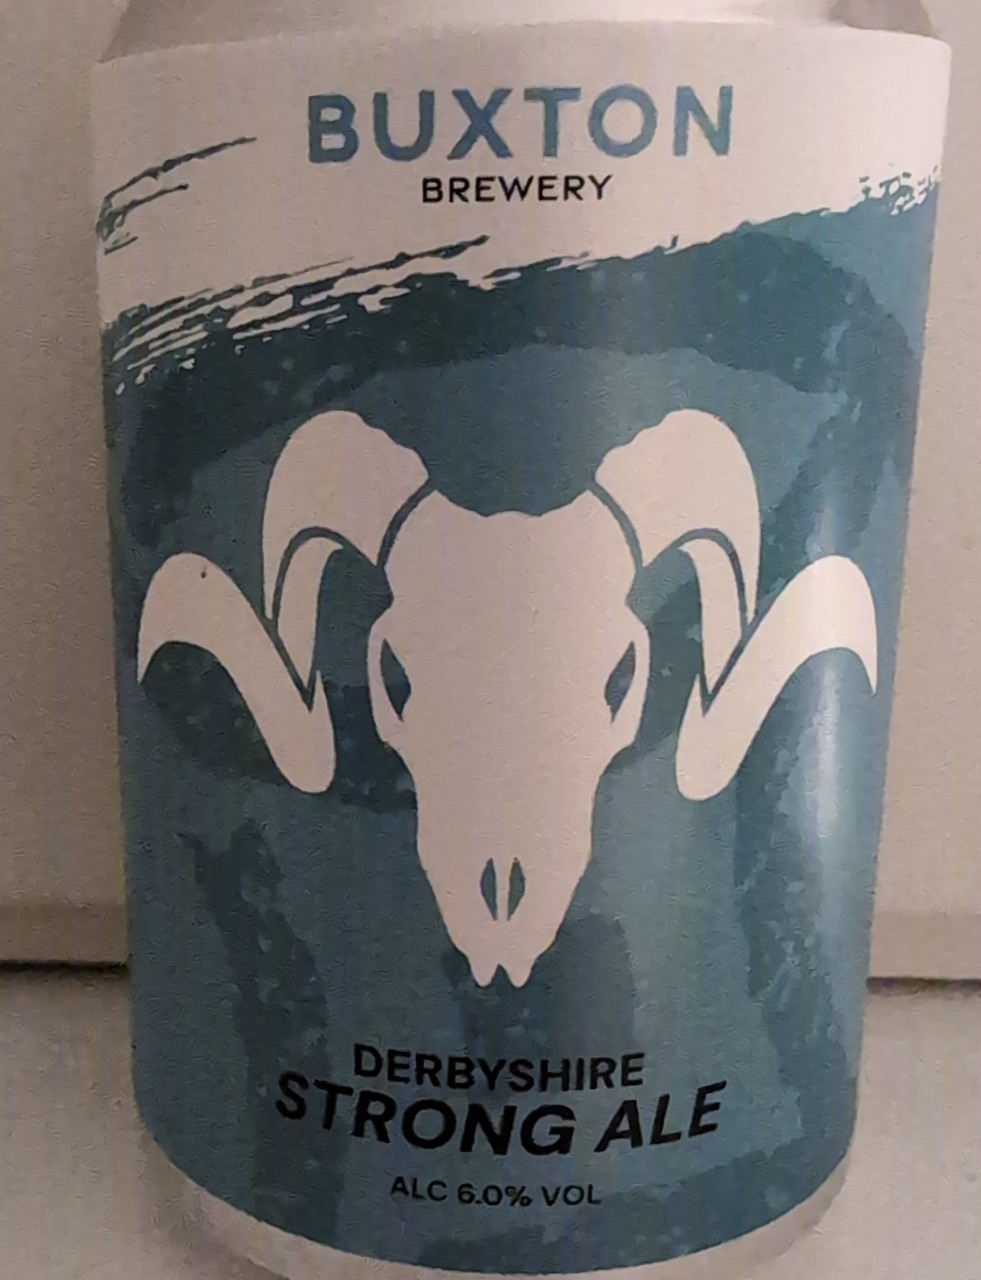 BUXTON
BREWERY
DERBYSHIRE
STRONG ALE
ALC 6.0% VOL